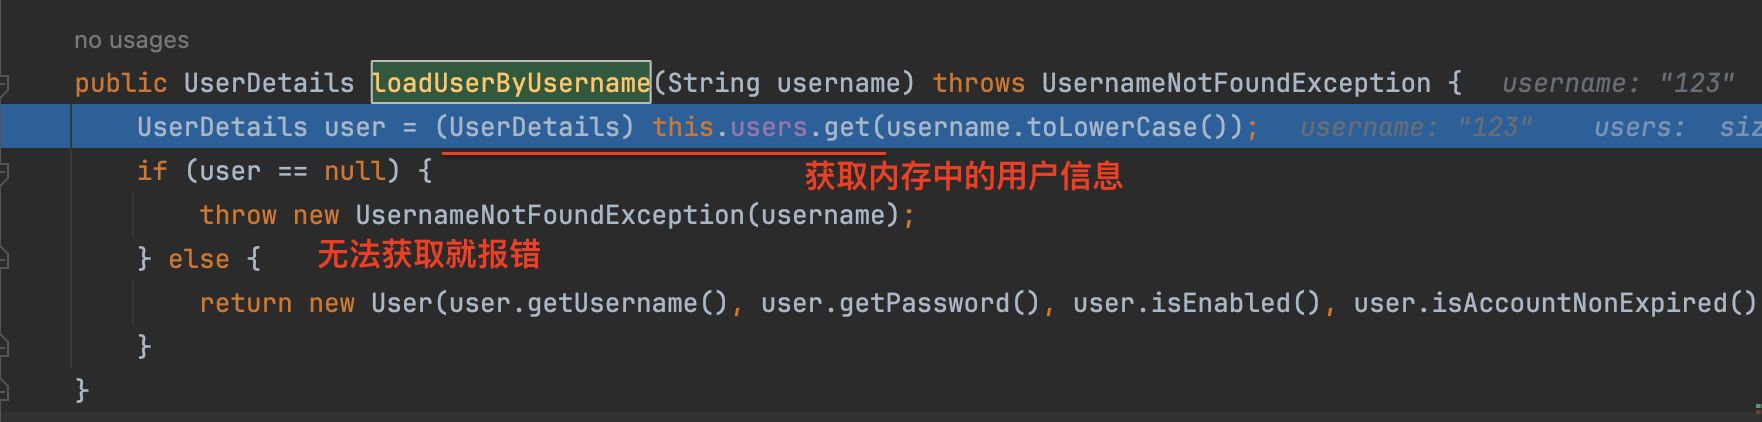 no usages
public UserDetails loadUserByUsername(String username) throws UsernameNotFoundException {  username: "123"
UserDetails user = (UserDetails) this.users.get(username.toLowerCase());  username: "123"  users:  siz
if (user == null) {
获取内存中的用户信息
throw new UsernameNotFoundException(username);
} else {
无法获取就报错
return new User(user.getUsername(), user.getPassword(), user.isEnabled(), user.isAccountNonExpired()
}
}